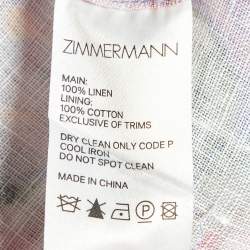 ZIMMERMANN
MAIN:
100% LINEN
LINING:
100% COTTON
EXCLUSIVE OF TRIMS
DRY CLEAN ONLY CODE P
COOL IRON
DO NOT SPOT CLEAN
MADE IN CHINA
P